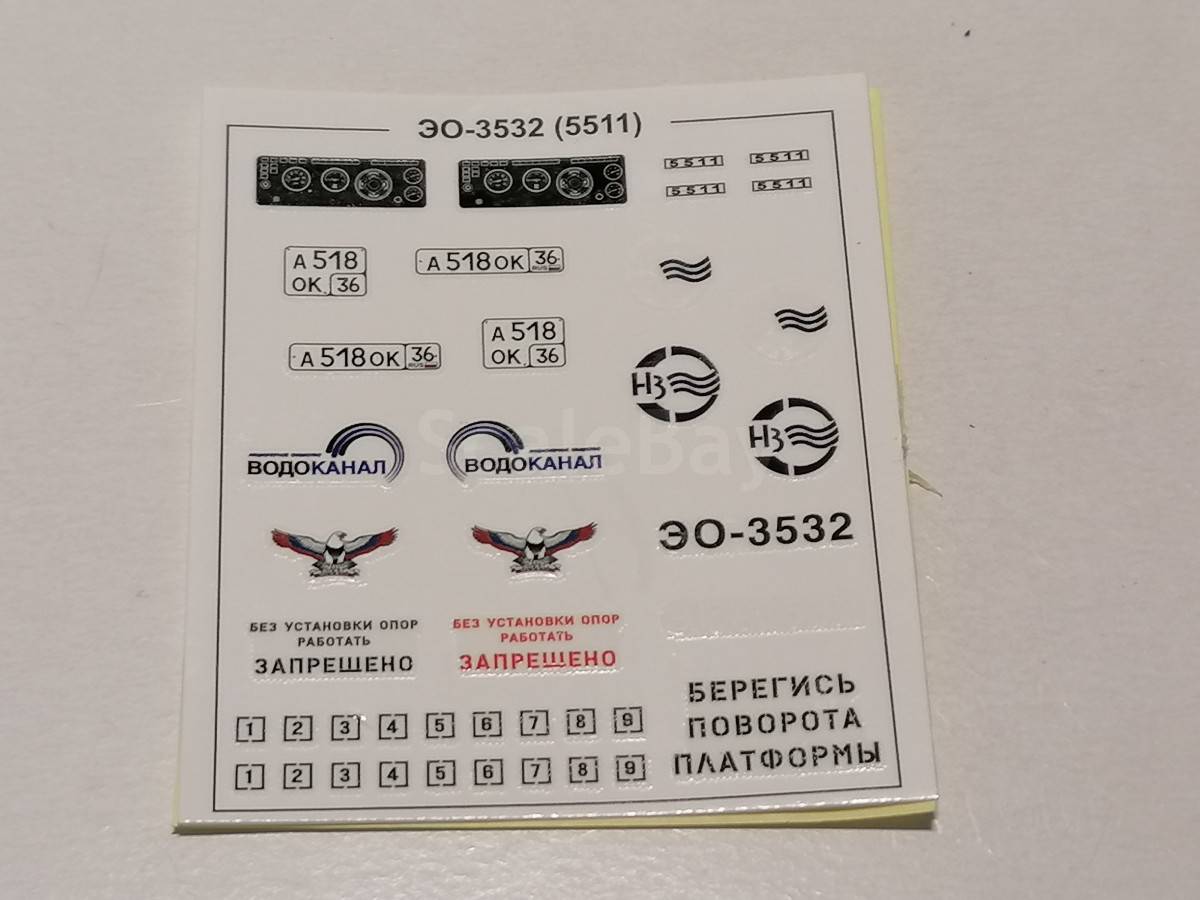 ЭО-3532 (5511)
5511 5511
5511 5511
А 518
ОК 36
А 518 ОК 36
RUS
А 518 ОК 36
RUS
А 518
ОК 36
НЗ
НЗ
ВОДОКАНАЛ ВОДОКАНАЛ
ScaleBay
ЭО-3532
БЕЗ УСТАНОВКИ ОПОР
РАБОТАТЬ
ЗАПРЕЩЕНО
БЕЗ УСТАНОВКИ ОПОР
РАБОТАТЬ
ЗАПРЕЩЕНО
БЕРЕГИСЬ
ПОВОРОТА
ПЛАТФОРМЫ
1 2 3 4 5 6 7 8 9
1 2 3 4 5 6 7 8 9